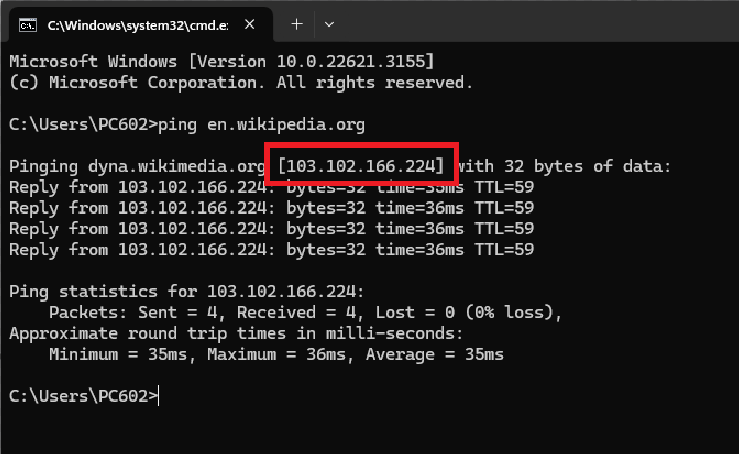 C:\Windows\system32\cmd.e
Microsoft Windows [Version 10.0.22621.3155]
(c) Microsoft Corporation. All rights reserved.
C:\Users\PC602>ping en.wikipedia.org
Pinging dyna.wikimedia.org [103.102.166.224] with 32 bytes of data:
Reply from 103.102.166.224: bytes=32 time=35ms TTL=59
Reply from 103.102.166.224: bytes=32 time=36ms TTL=59
Reply from 103.102.166.224: bytes=32 time=36ms TTL=59
Reply from 103.102.166.224: bytes=32 time=36ms TTL=59
Ping statistics for 103.102.166.224:
Packets: Sent = 4, Received = 4, Lost = 0 (0% loss),
Approximate round trip times in milli-seconds:
Minimum = 35ms, Maximum = 36ms, Average = 35ms
C:\Users\PC602>